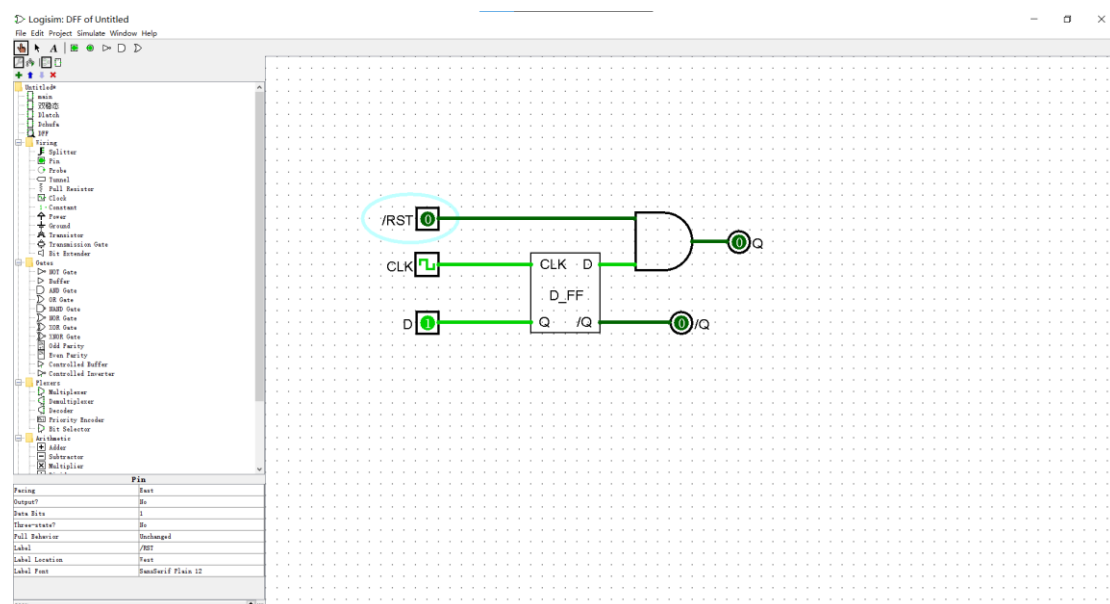 Logisim: DFF of Untitled
File Edit Project Simulate Window Help
Untitled*
main
双稳态
Dlatch
DFF
Wiring
Splitter
Pin
Probe
Tunnel
Pull Resistor
Clock
Constant
Power
Ground
Transistor
Transmission Gate
Bit Extender
Gates
NOT Gate
Buffer
AND Gate
OR Gate
NAND Gate
NOR Gate
XOR Gate
XNOR Gate
Odd Parity
Even Parity
Controlled Buffer
Controlled Inverter
Plexers
Multiplexer
Demultiplexer
Decoder
Priority Encoder
Bit Selector
Arithmetic
Adder
Subtractor
Multiplier
Pin
Facing East
Output? No
Data Bits 1
Three-state? No
Pull Behavior Unchanged
Label /RST
Label Location West
Label Font SansSerif Plain 12
/RST 0
0 Q
CLK
CLK D
D_FF
D 1
Q /Q
0 /Q